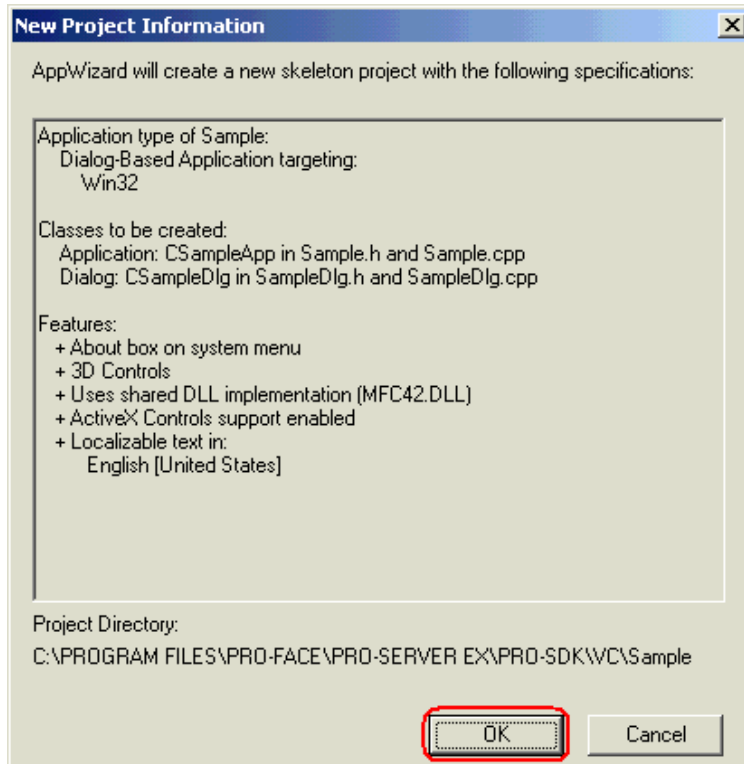 New Project Information
AppWizard will create a new skeleton project with the following specifications:
Application type of Sample:
Dialog-Based Application targeting:
Win32
Classes to be created:
Application: CSampleApp in Sample.h and Sample.cpp
Dialog: CSampleDlg in SampleDlg.h and SampleDlg.cpp
Features:
+ About box on system menu
+ 3D Controls
+ Uses shared DLL implementation (MFC42.DLL)
+ ActiveX Controls support enabled
+ Localizable text in:
English [United States]
Project Directory:
C:\PROGRAM FILES\PRO-FACE\PRO-SERVER EX\PRO-SDK\VC\Sample
OK Cancel